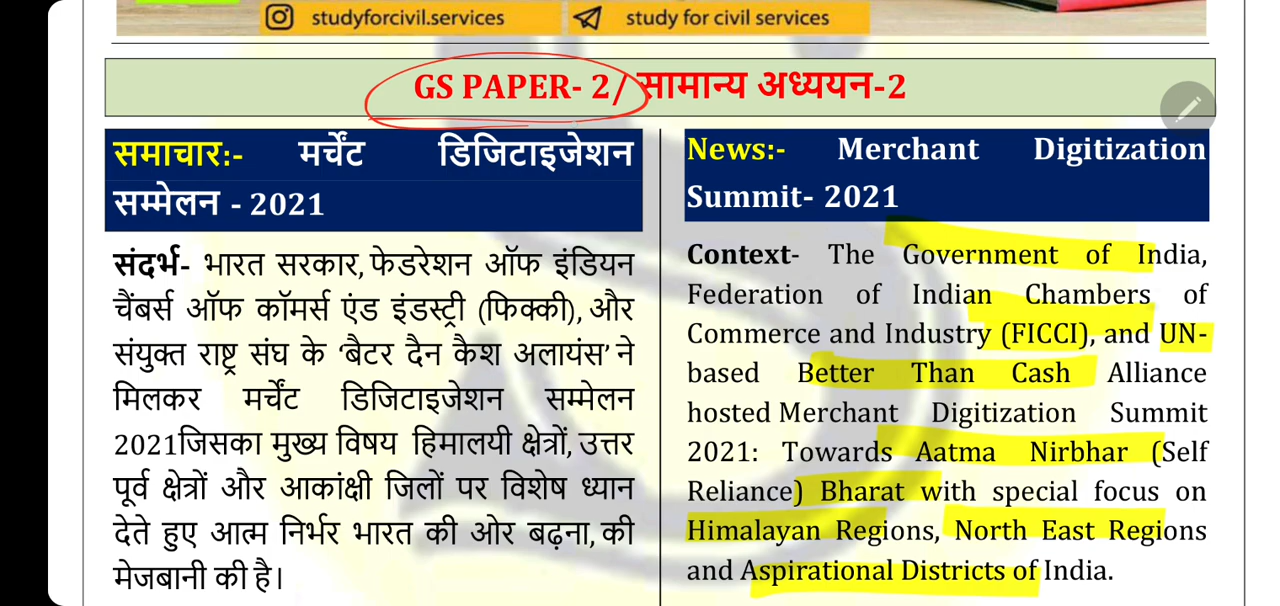 studyforcivil.services
study for civil services
GS PAPER- 2/ सामान्य अध्ययन-2
समाचार:- मर्चेंट डिजिटाइजेशन
सम्मेलन - 2021
संदर्भ- भारत सरकार, फेडरेशन ऑफ इंडियन
चैंबर्स ऑफ कॉमर्स एंड इंडस्ट्री (फिक्की), और
संयुक्त राष्ट्र संघ के ‘बैटर दैन कैश अलायंस’ ने
मिलकर मर्चेंट डिजिटाइजेशन सम्मेलन
2021जिसका मुख्य विषय हिमालयी क्षेत्रों, उत्तर
पूर्व क्षेत्रों और आकांक्षी जिलों पर विशेष ध्यान
देते हुए आत्म निर्भर भारत की ओर बढ़ना, की
मेजबानी की है।
News:- Merchant Digitization
Summit- 2021
Context- The Government of India,
Federation of Indian Chambers of
Commerce and Industry (FICCI), and UN-
based Better Than Cash Alliance
hosted Merchant Digitization Summit
2021: Towards Aatma Nirbhar (Self
Reliance) Bharat with special focus on
Himalayan Regions, North East Regions
and Aspirational Districts of India.